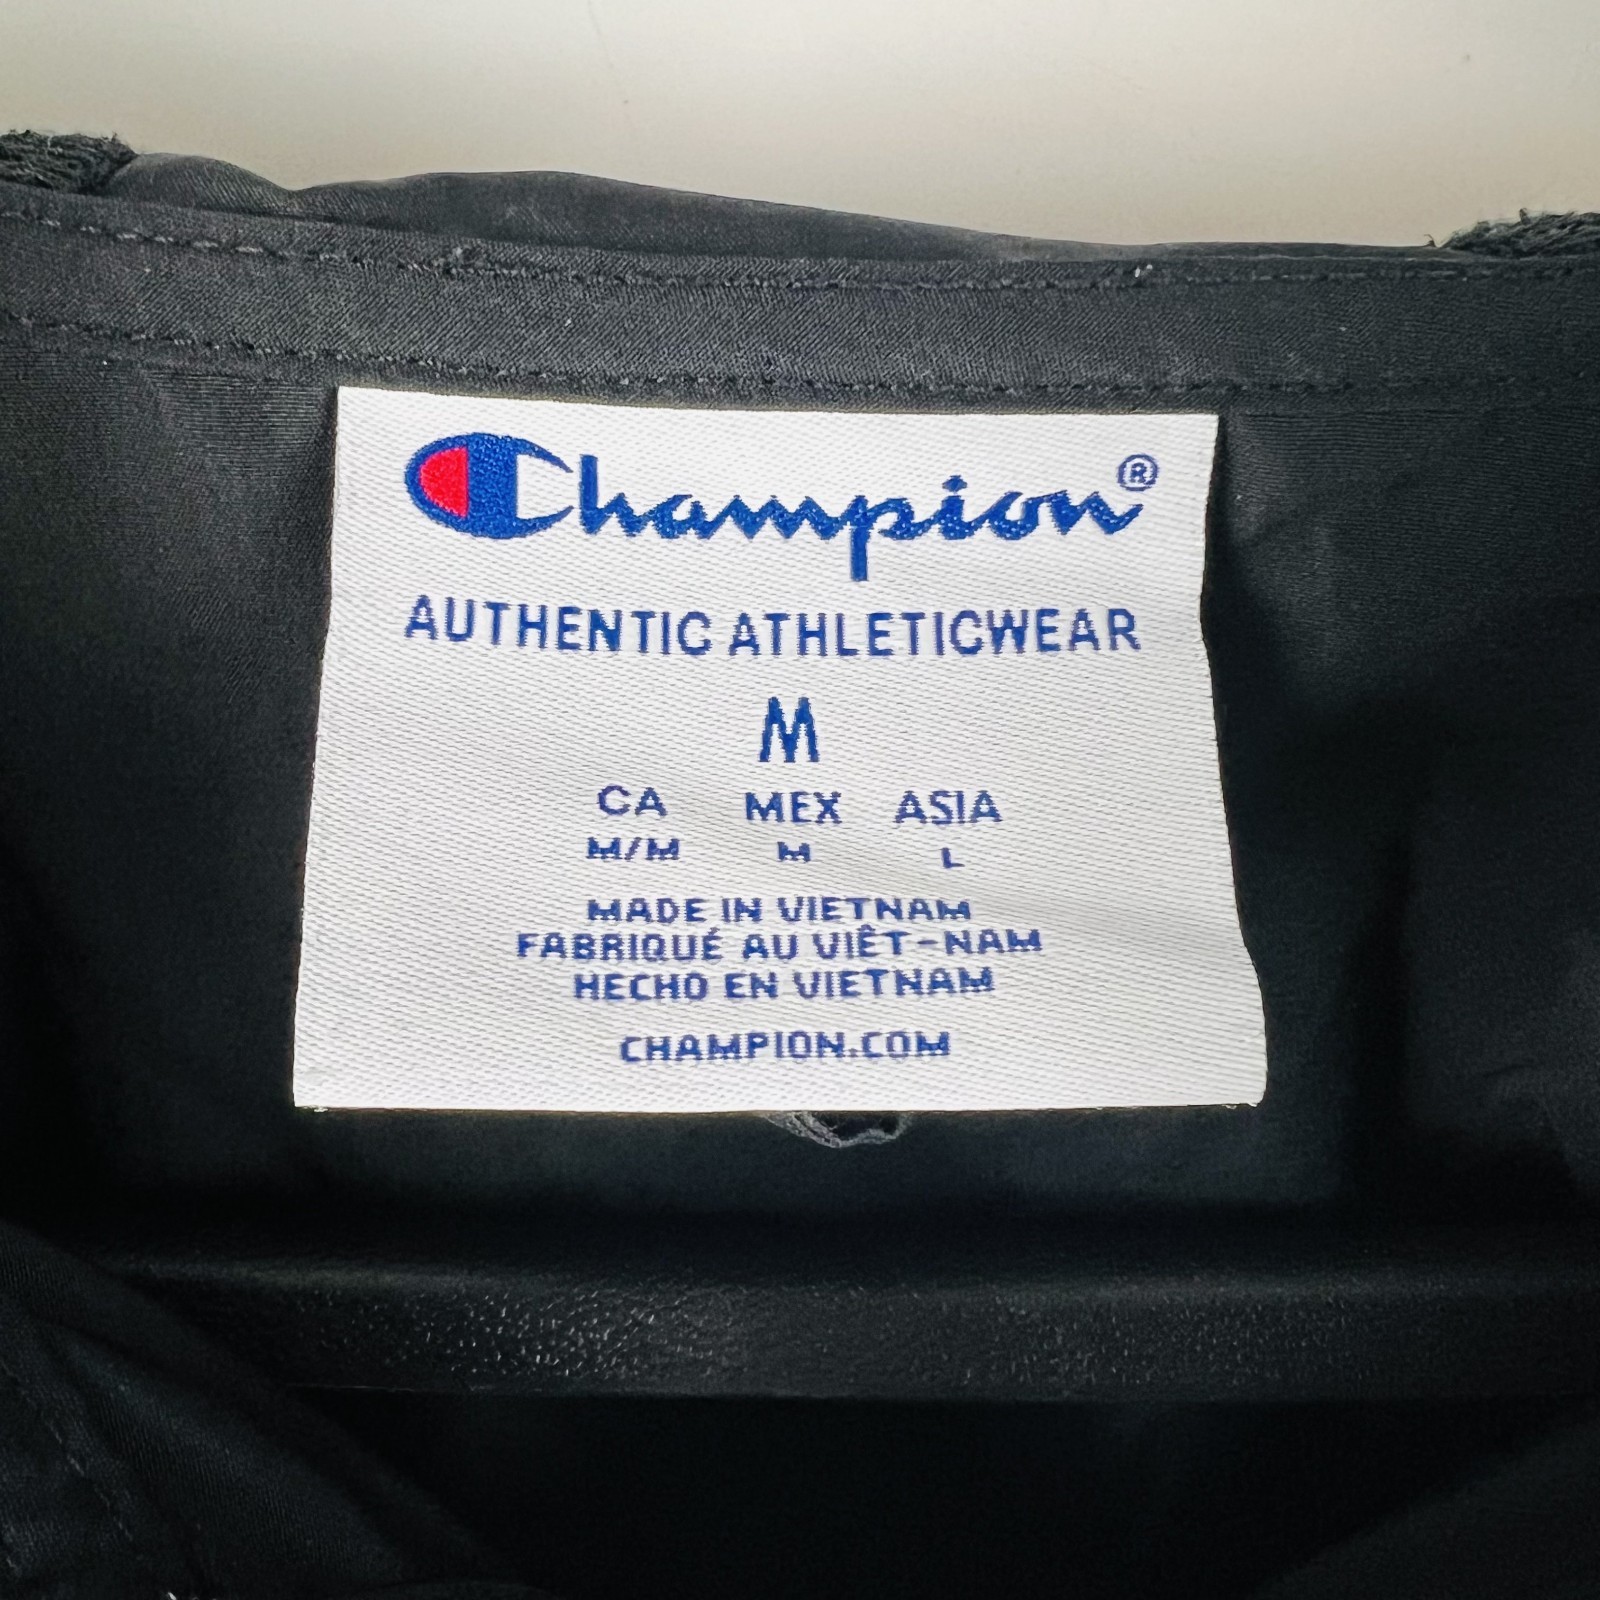 Champion®
AUTHENTIC ATHLETICWEAR
M
CA MEX ASIA
M/M M L
MADE IN VIETNAM
FABRIQUÉ AU VIÊT-NAM
HECHO EN VIETNAM
CHAMPION.COM